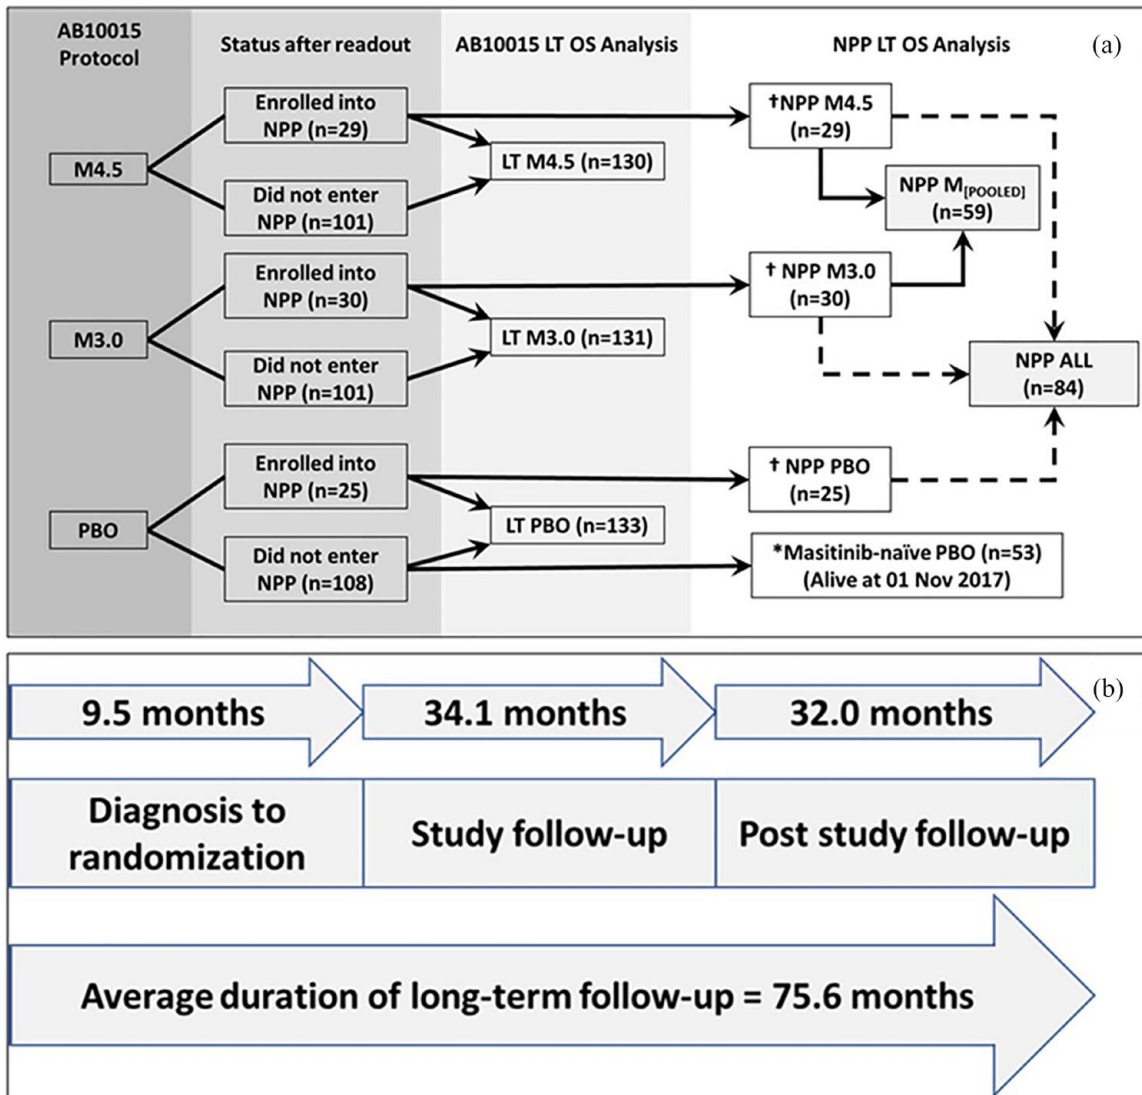 AB10015
Protocol
Status after readout
AB10015 LT OS Analysis
NPP LT OS Analysis
(a)
M4.5
Enrolled into
NPP (n=29)
Did not enter
NPP (n=101)
LT M4.5 (n=130)
†NPP M4.5
(n=29)
NPP M[POOLED]
(n=59)
M3.0
Enrolled into
NPP (n=30)
Did not enter
NPP (n=101)
LT M3.0 (n=131)
† NPP M3.0
(n=30)
NPP ALL
(n=84)
PBO
Enrolled into
NPP (n=25)
Did not enter
NPP (n=108)
LT PBO (n=133)
† NPP PBO
(n=25)
*Masitinib-naïve PBO (n=53)
(Alive at 01 Nov 2017)
(b)
9.5 months
34.1 months
32.0 months
Diagnosis to
randomization
Study follow-up
Post study follow-up
Average duration of long-term follow-up = 75.6 months